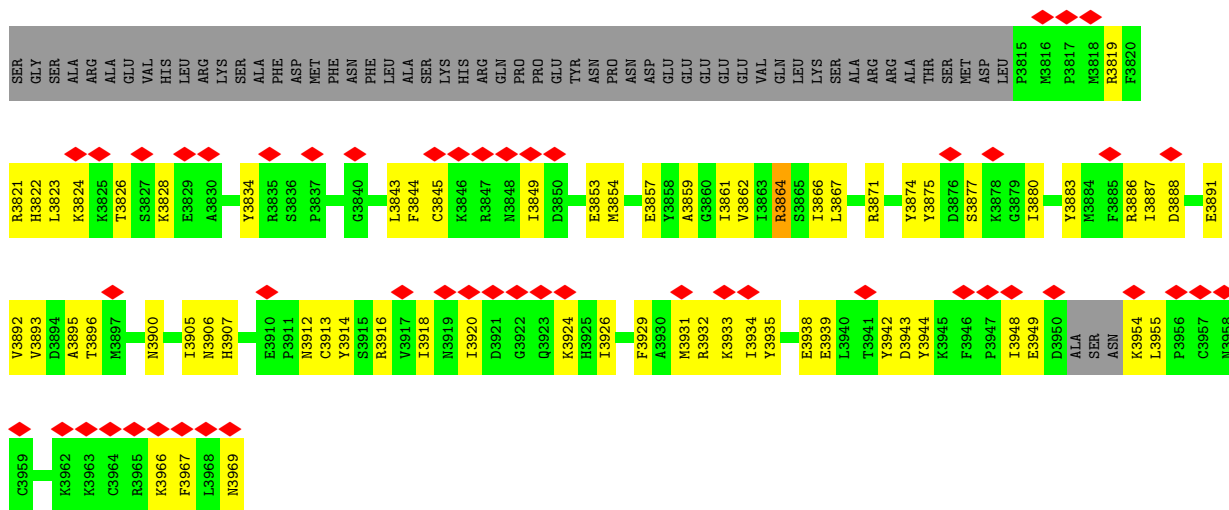 SER GLY SER ALA ARG ALA GLU VAL HIS LEU ARG LYS SER ALA PHE ASP MET PHE ASN PHE LEU ALA SER LYS HIS ARG GLN PRO PRO GLU TYR ASN PRO ASN ASP GLU GLU GLU GLU GLU VAL GLN LEU LYS SER ALA ARG ARG ALA THR SER MET ASP LEU P3815 M3816 P3817 M3818 R3819 F3820
R3821 H3822 L3823 K3824 K3825 T3826 S3827 K3828 E3829 A3830 Y3834 R3835 S3836 P3837 G3840 L3843 F3844 C3845 K3846 R3847 N3848 I3849 D3850 E3853 M3854 E3857 Y3858 A3859 G3860 I3861 V3862 I3863 R3864 S3865 I3866 L3867 R3871 Y3874 Y3875 D3876 S3877 K3878 G3879 I3880 Y3883 M3884 F3885 R3886 I3887 D3888 E3891
V3892 V3893 D3894 A3895 T3896 M3897 N3900 I3905 N3906 H3907 E3910 P3911 N3912 C3913 Y3914 S3915 R3916 V3917 I3918 N3919 I3920 D3921 G3922 Q3923 K3924 H3925 I3926 F3929 A3930 M3931 R3932 K3933 I3934 Y3935 E3938 E3939 L3940 T3941 Y3942 D3943 Y3944 K3945 F3946 P3947 I3948 E3949 D3950 ALA SER ASN K3954 L3955 P3956 C3957 N3958
C3959 K3962 K3963 C3964 R3965 K3966 F3967 L3968 N3969